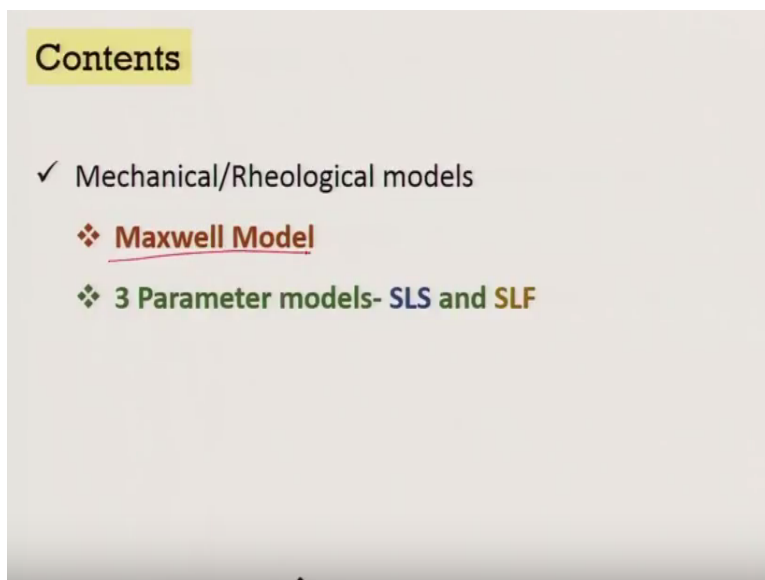 Contents
✓ Mechanical/Rheological models
❖ Maxwell Model
❖ 3 Parameter models- SLS and SLF